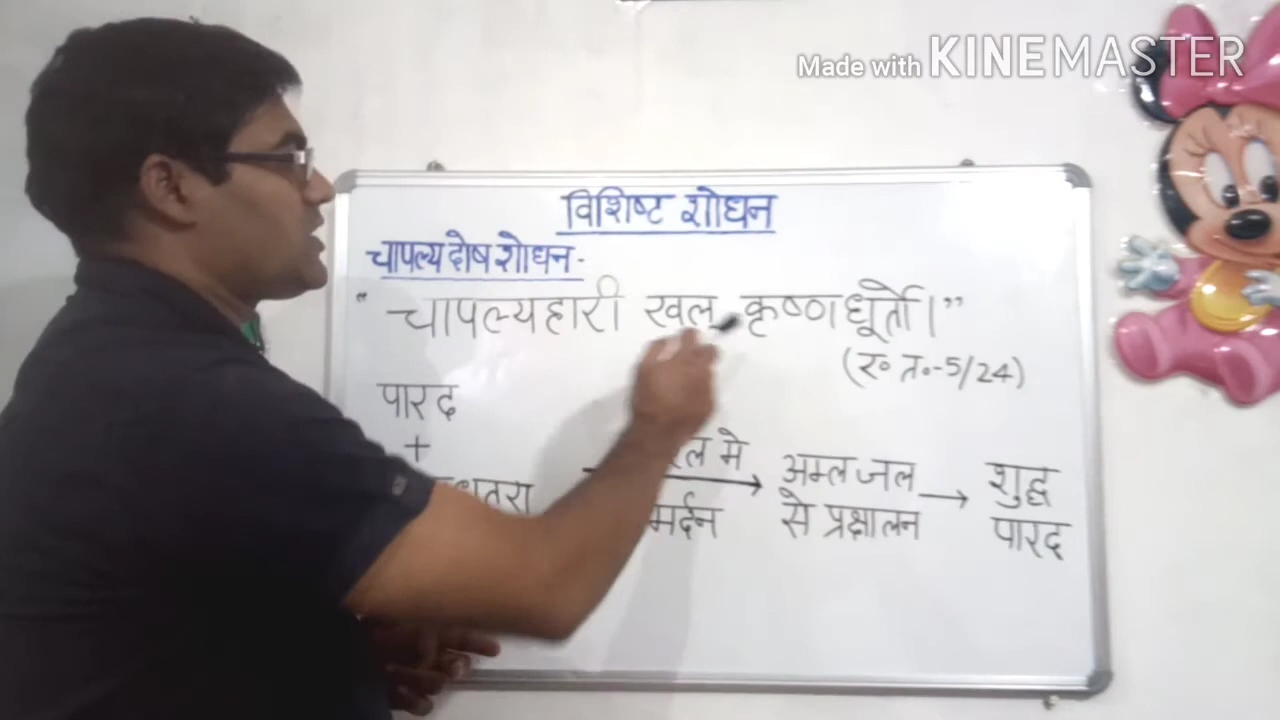 Made with KINEMASTER
विशिष्ट शोधन
चापल्य दोष शोधन -
"चापल्यहारी खलु कृष्णधूर्तो।"
(र० त०-5/24)
पारद
+
में
मर्दन
अम्ल जल
से प्रक्षालन
शुद्ध
पारद